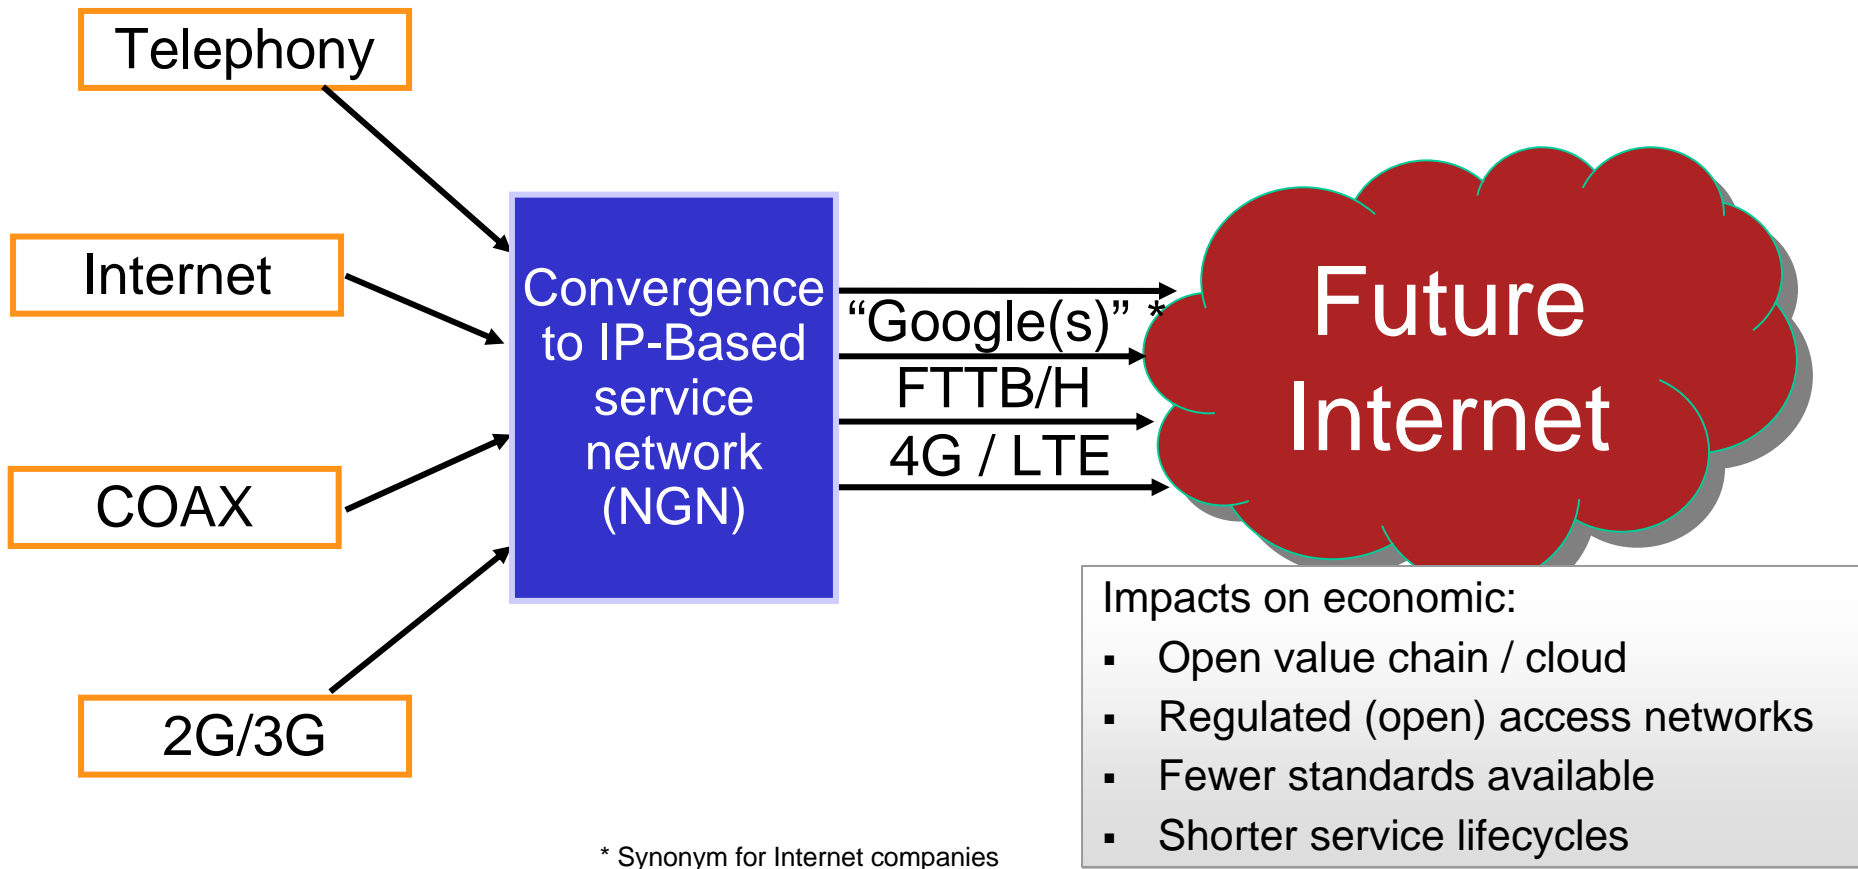 Telephony
Internet
COAX
2G/3G
Convergence
to IP-Based
service
network
(NGN)
“Google(s)” *
FTTB/H
4G / LTE
Future
Internet
Impacts on economic:
▪ Open value chain / cloud
▪ Regulated (open) access networks
▪ Fewer standards available
▪ Shorter service lifecycles
* Synonym for Internet companies